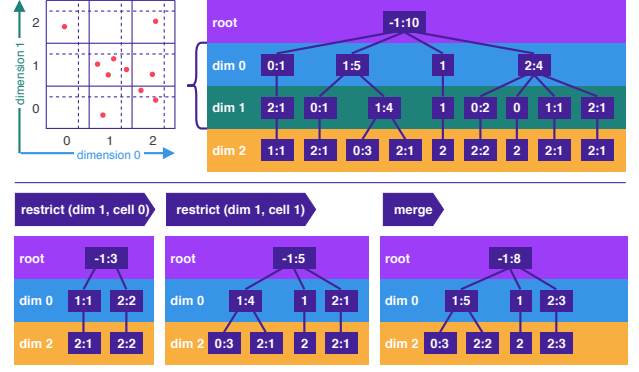 2
1
0
dimension 1
0 1 2
dimension 0
root -1:10
dim 0 0:1 1:5 1 2:4
dim 1 2:1 0:1 1:4 1 0:2 0 1:1 2:1
dim 2 1:1 2:1 0:3 2:1 2 2:2 2 2:1 2:1
restrict (dim 1, cell 0)
root -1:3
dim 0 1:1 2:2
dim 2 2:1 2:2
restrict (dim 1, cell 1)
root -1:5
dim 0 1:4 1 2:1
dim 2 0:3 2:1 2 2:1
merge
root -1:8
dim 0 1:5 1 2:3
dim 2 0:3 2:2 2 2:3